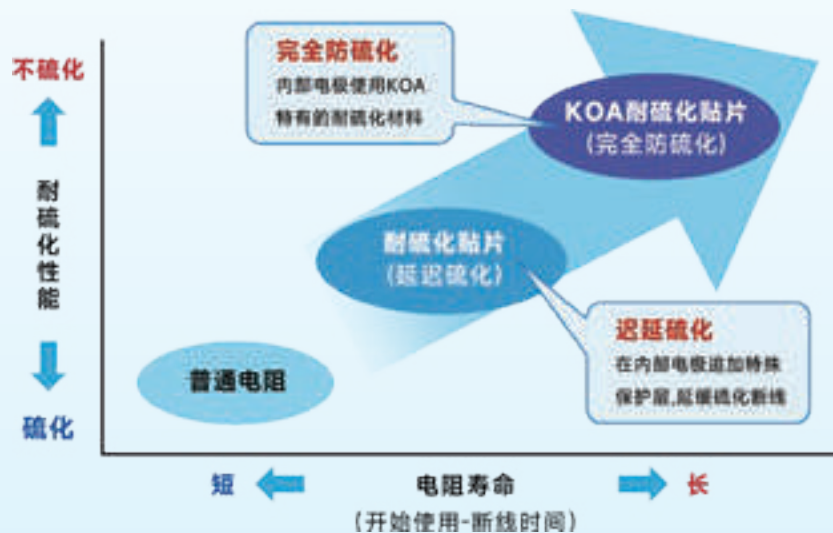 不硫化
耐硫化性能
硫化
完全防硫化
内部电极使用KOA
特有的耐硫化材料
KOA耐硫化贴片
(完全防硫化)
耐硫化贴片
(延迟硫化)
迟延硫化
在内部电极追加特殊
保护层,延缓硫化断线
普通电阻
短
电阻寿命
长
(开始使用-断线时间)